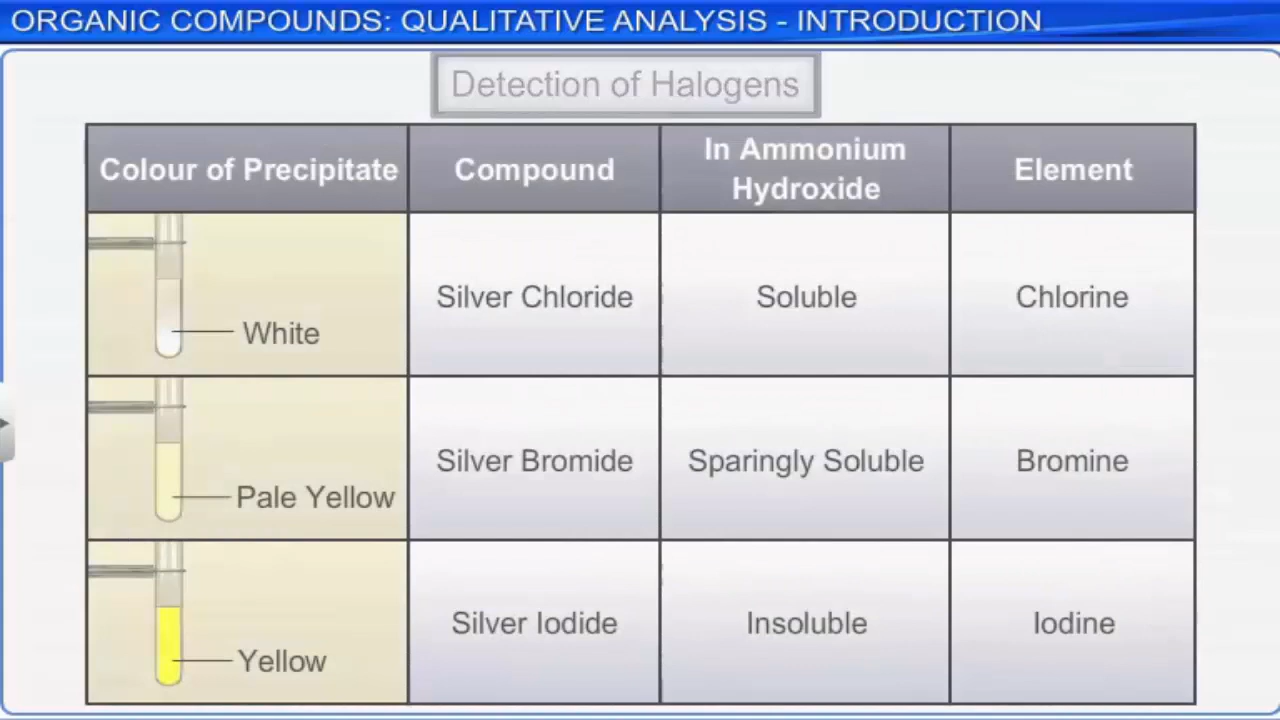 ORGANIC COMPOUNDS: QUALITATIVE ANALYSIS - INTRODUCTION
Detection of Halogens
Colour of Precipitate
Compound
In Ammonium
Hydroxide
Element
White
Silver Chloride
Soluble
Chlorine
Pale Yellow
Silver Bromide
Sparingly Soluble
Bromine
Yellow
Silver Iodide
Insoluble
Iodine